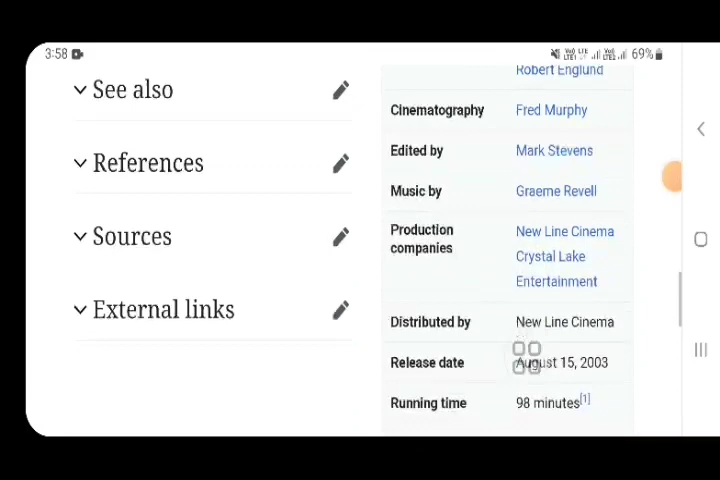 3:58
69%
See also
References
Sources
External links
Robert Englund
Cinematography Fred Murphy
Edited by Mark Stevens
Music by Graeme Revell
Production companies New Line Cinema
Crystal Lake
Entertainment
Distributed by New Line Cinema
Release date August 15, 2003
Running time 98 minutes[1]